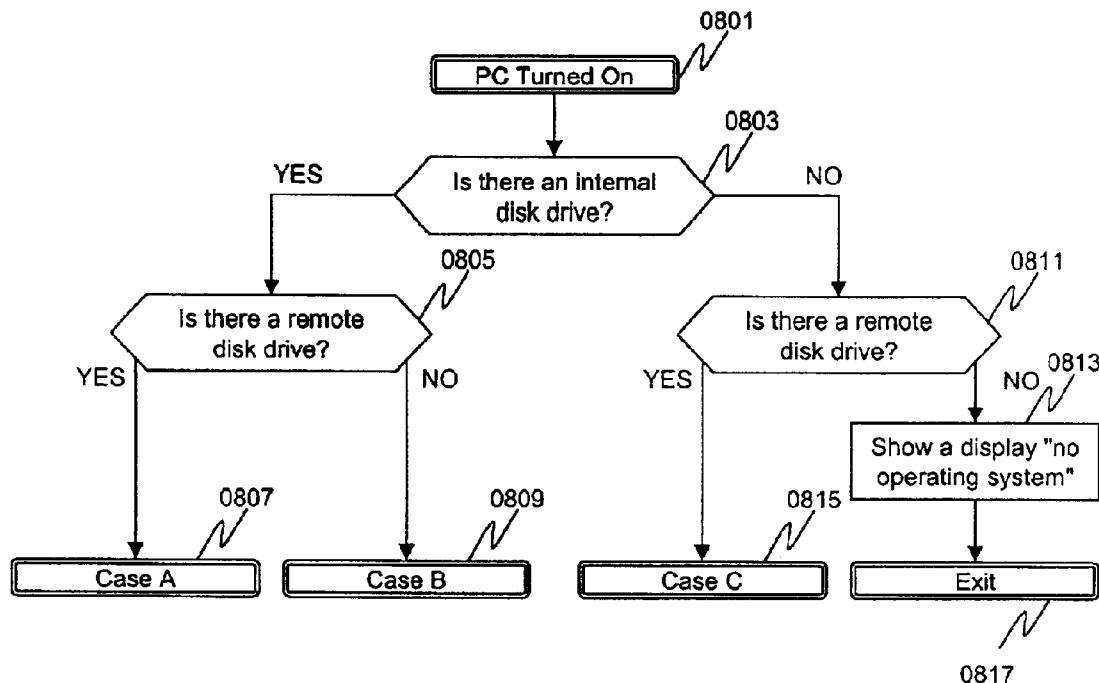 0801
PC Turned On
0803
YES
Is there an internal
disk drive?
NO
0805
Is there a remote
disk drive?
YES
NO
0811
Is there a remote
disk drive?
YES
NO
0813
Show a display "no
operating system"
0807
Case A
0809
Case B
0815
Case C
Exit
0817